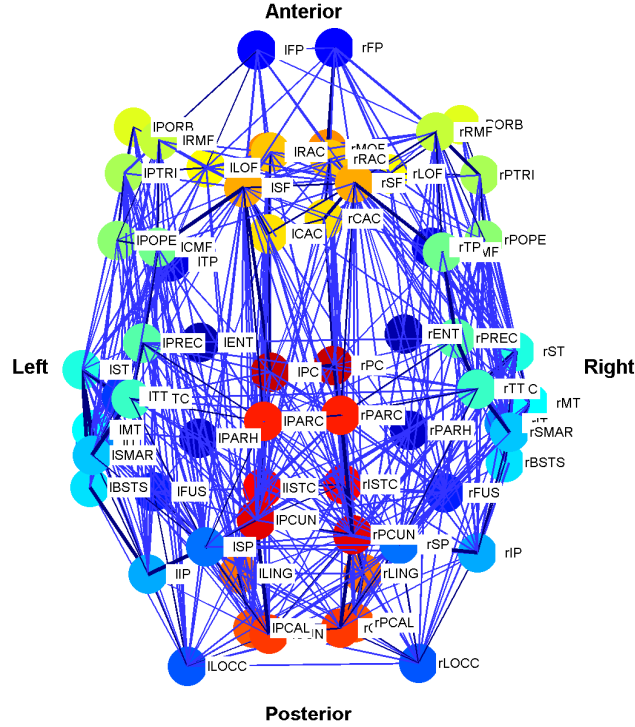 Anterior
lFP
rFP
lPORB
lRMF
lRAC
rRAC
rRMF
lPTRI
lLOF
lSF
rSF
rLOF
rPTRI
lCAC
rCAC
lPOPE
lTP
rTP
rPOPE
lPREC
lENT
rENT
rPREC
rST
Left
lST
lPC
rPC
Right
lTT
rTT
rMT
lMT
lPARC
rPARC
rSMAR
lSMAR
lPARH
rPARH
rBSTS
lBSTS
lFUS
lISTC
rISTC
rFUS
lPCUN
rPCUN
lSP
rSP
rIP
lIP
lLING
rLING
lPCAL
rPCAL
lLOCC
rLOCC
Posterior